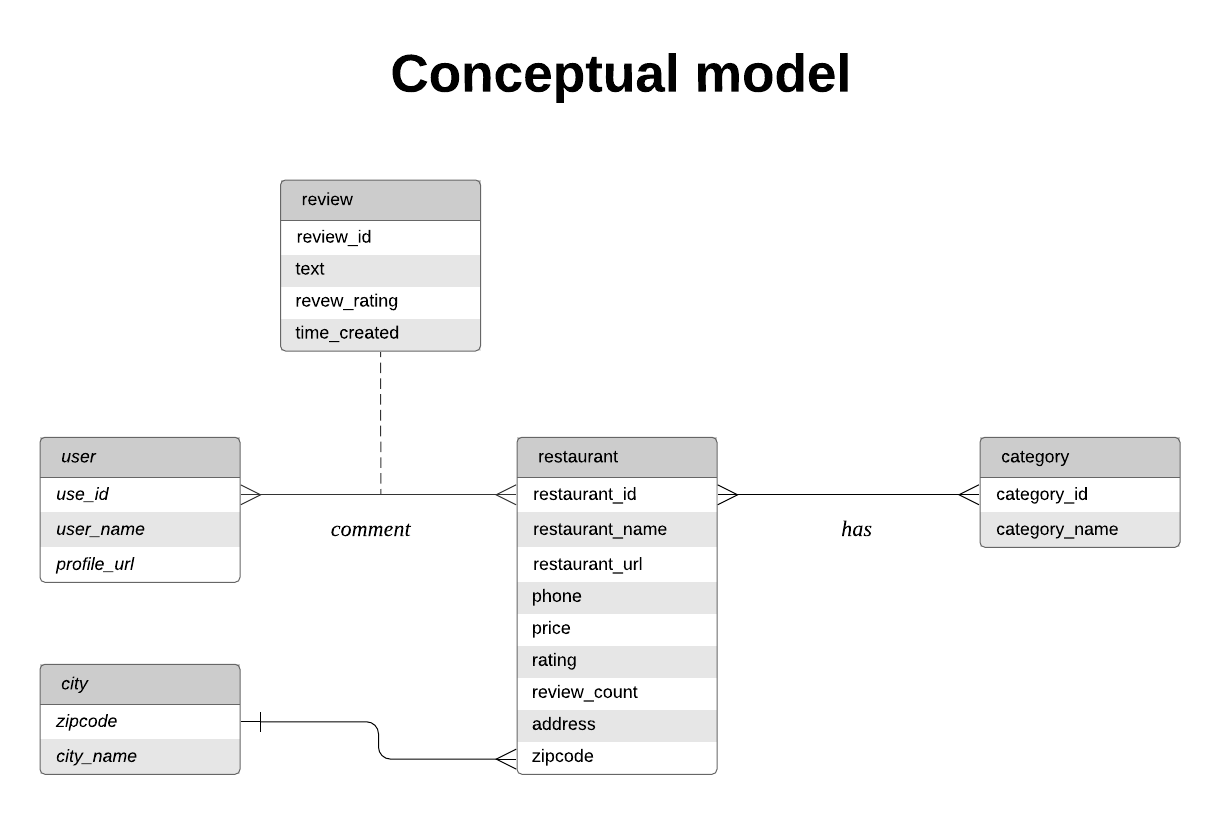 Conceptual model
review
review_id
text
revew_rating
time_created
user
use_id
user_name
profile_url
comment
restaurant
restaurant_id
restaurant_name
restaurant_url
phone
price
rating
review_count
address
zipcode
has
category
category_id
category_name
city
zipcode
city_name